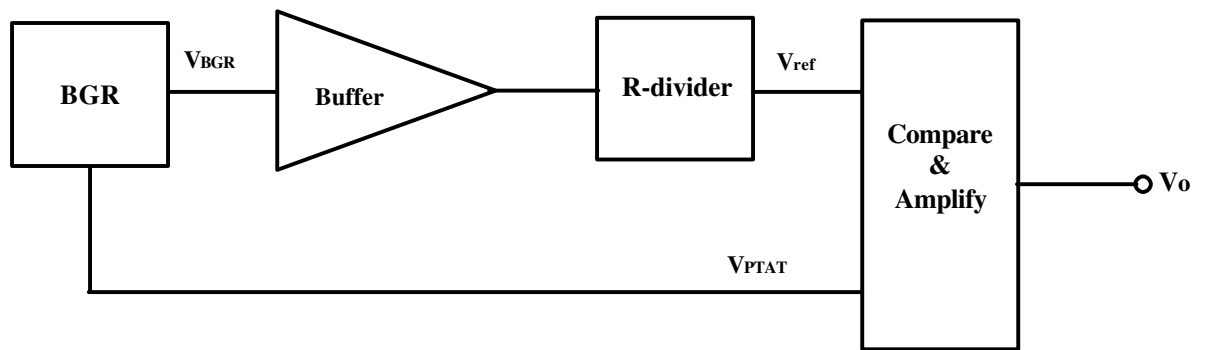 BGR
VBGR
Buffer
R-divider
Vref
Compare
&
Amplify
Vo
VPTAT